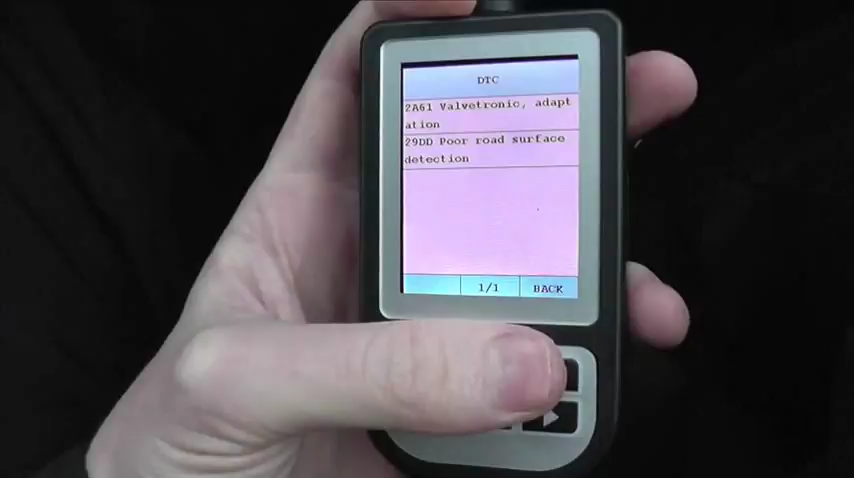 DTC
2A61 Valvetronic, adapt
ation
29DD Poor road surface
detection
1/1 BACK